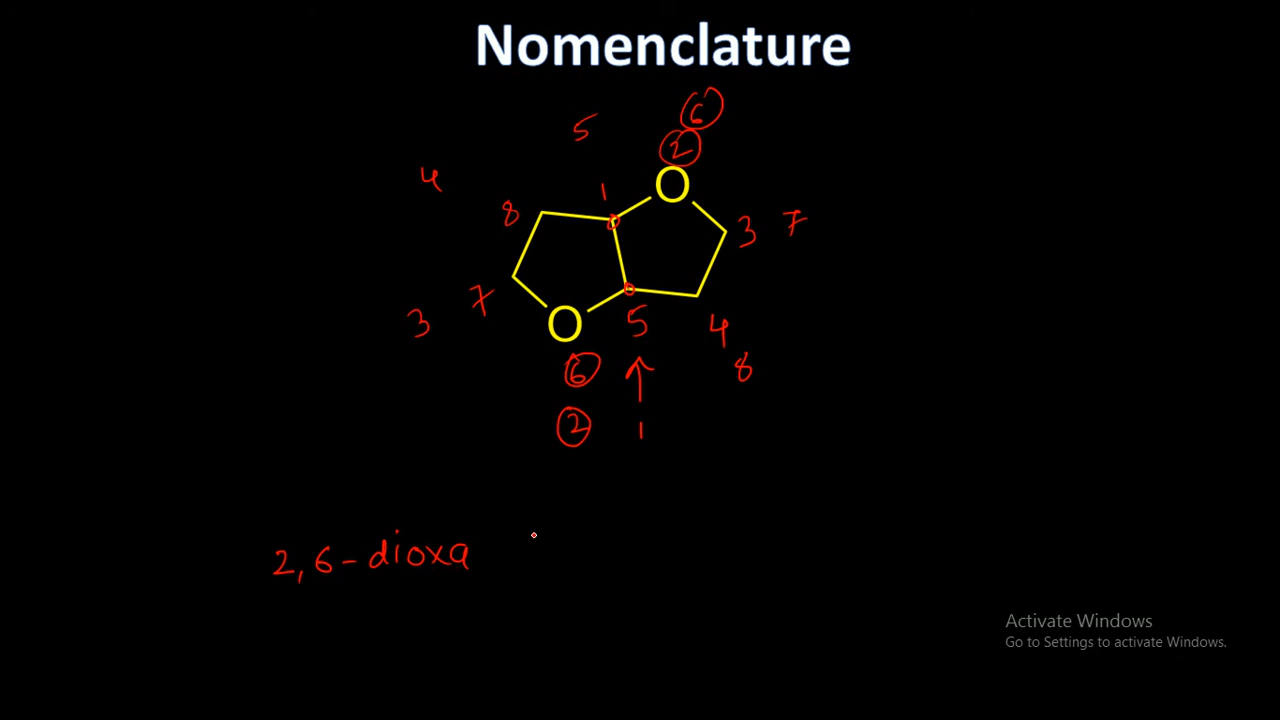 Nomenclature
6
5
2
O
4
1
8
3 7
7
3
O
5
4
6
8
2
1
2,6-dioxa
Activate Windows
Go to Settings to activate Windows.